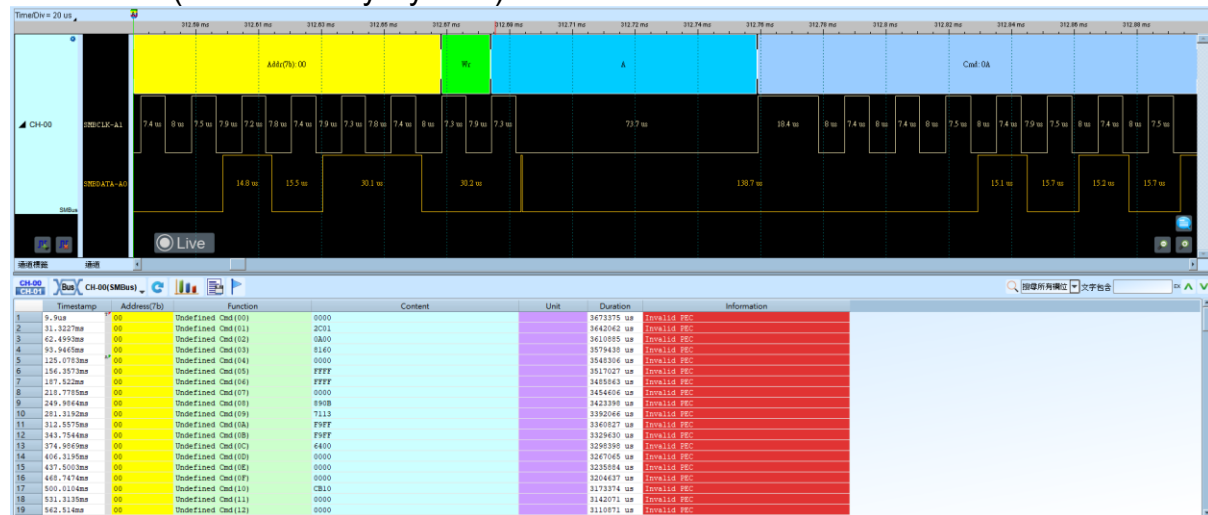 Time/Div = 20 us
312.59 ms 312.61 ms 312.63 ms 312.65 ms 312.67 ms 312.69 ms 312.71 ms 312.72 ms 312.74 ms 312.76 ms 312.78 ms 312.8 ms 312.82 ms 312.84 ms 312.86 ms 312.88 ms
Addr(7b): 00 Wr A Cmd: 0A
CH-00 SMBCLK-A1 7.4 us 8 us 7.5 us 7.9 us 7.2 us 7.8 us 7.4 us 7.9 us 7.3 us 7.8 us 7.4 us 8 us 7.3 us 7.9 us 7.3 us 73.7 us 18.4 us 8 us 7.4 us 8 us 7.4 us 8 us 7.5 us 8 us 7.4 us 7.9 us 7.5 us 8 us 7.4 us 8 us 7.5 us
SMBDATA-A0 14.8 us 15.5 us 30.1 us 30.2 us 138.7 us 15.1 us 15.7 us 15.2 us 15.7 us
SMBus
Live
通道標籤 通道
CH-00 CH-01 Bus CH-00(SMBus) 搜尋所有欄位 文字包含
Timestamp Address(7b) Function Content Unit Duration Information
1 9.9us 00 Undefined Cmd(00) 0000 3673375 us Invalid PEC
2 31.3227ms 00 Undefined Cmd(01) 2C01 3642062 us Invalid PEC
3 62.4993ms 00 Undefined Cmd(02) 0A00 3610885 us Invalid PEC
4 93.9465ms 00 Undefined Cmd(03) 8160 3579438 us Invalid PEC
5 125.0783ms 00 Undefined Cmd(04) 0000 3548306 us Invalid PEC
6 156.3573ms 00 Undefined Cmd(05) FFFF 3517027 us Invalid PEC
7 187.522ms 00 Undefined Cmd(06) FFFF 3485863 us Invalid PEC
8 218.7785ms 00 Undefined Cmd(07) 0000 3454606 us Invalid PEC
9 249.9864ms 00 Undefined Cmd(08) 890B 3423398 us Invalid PEC
10 281.3192ms 00 Undefined Cmd(09) 7113 3392066 us Invalid PEC
11 312.5575ms 00 Undefined Cmd(0A) F9FF 3360827 us Invalid PEC
12 343.7544ms 00 Undefined Cmd(0B) F9FF 3329630 us Invalid PEC
13 374.9869ms 00 Undefined Cmd(0C) 6400 3298398 us Invalid PEC
14 406.3195ms 00 Undefined Cmd(0D) 0000 3267065 us Invalid PEC
15 437.5003ms 00 Undefined Cmd(0E) 0000 3235884 us Invalid PEC
16 468.7474ms 00 Undefined Cmd(0F) 0000 3204637 us Invalid PEC
17 500.0104ms 00 Undefined Cmd(10) CB10 3173374 us Invalid PEC
18 531.3135ms 00 Undefined Cmd(11) 0000 3142071 us Invalid PEC
19 562.514ms 00 Undefined Cmd(12) 0000 3110871 us Invalid PEC